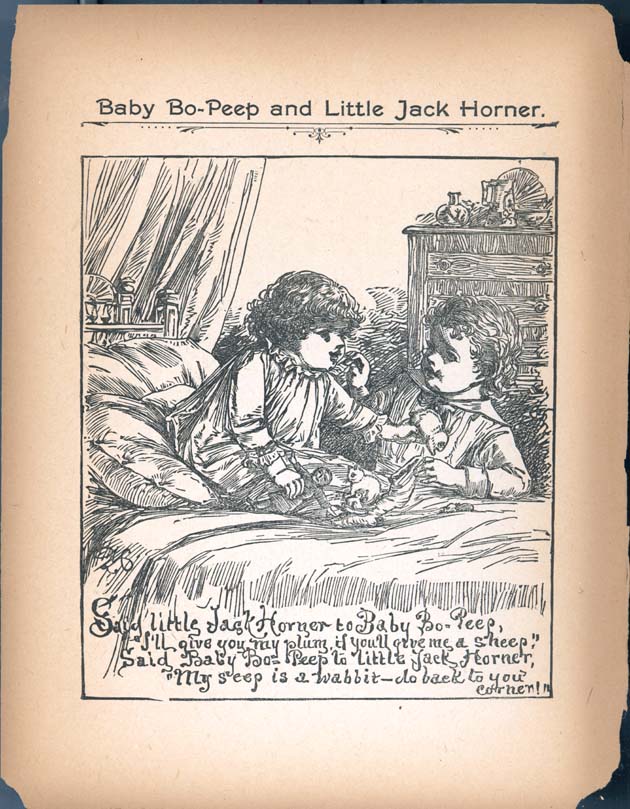 Baby Bo-Peep and Little Jack Horner.
Said little Jack Horner to Baby Bo-Peep,
"I'll give you my plum, if you'll give me a sheep;"
Said Baby Bo-Peep to little Jack Horner,
"My s'eep is a wabbit—do back to you
corner!"